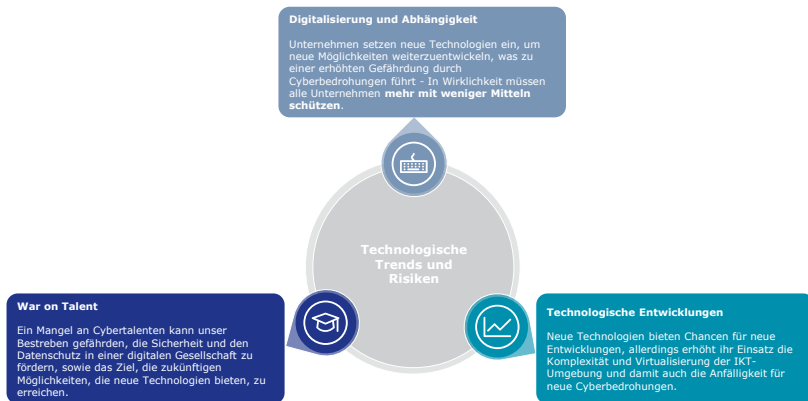 Digitalisierung und Abhängigkeit
Unternehmen setzen neue Technologien ein, um
neue Möglichkeiten weiterzuentwickeln, was zu
einer erhöhten Gefährdung durch
Cyberbedrohungen führt - In Wirklichkeit müssen
alle Unternehmen mehr mit weniger Mitteln
schützen.
Technologische
Trends und
Risiken
War on Talent
Ein Mangel an Cybertalenten kann unser
Bestreben gefährden, die Sicherheit und den
Datenschutz in einer digitalen Gesellschaft zu
fördern, sowie das Ziel, die zukünftigen
Möglichkeiten, die neue Technologien bieten, zu
erreichen.
Technologische Entwicklungen
Neue Technologien bieten Chancen für neue
Entwicklungen, allerdings erhöht ihr Einsatz die
Komplexität und Virtualisierung der IKT-
Umgebung und damit auch die Anfälligkeit für
neue Cyberbedrohungen.